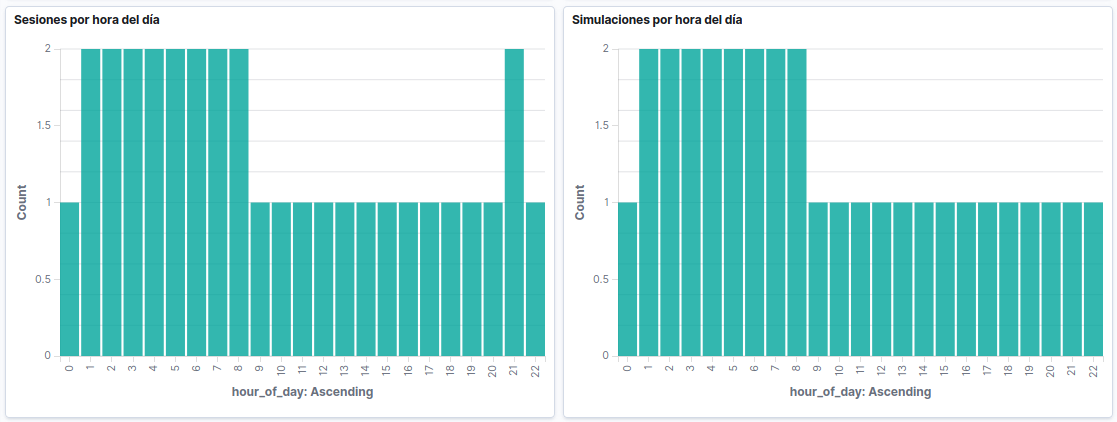 Sesiones por hora del día
2
1.5
1
0.5
0
Count
0 1 2 3 4 5 6 7 8 9 10 11 12 13 14 15 16 17 18 19 20 21 22
hour_of_day: Ascending
Simulaciones por hora del día
2
1.5
1
0.5
0
Count
0 1 2 3 4 5 6 7 8 9 10 11 12 13 14 15 16 17 18 19 20 21 22
hour_of_day: Ascending